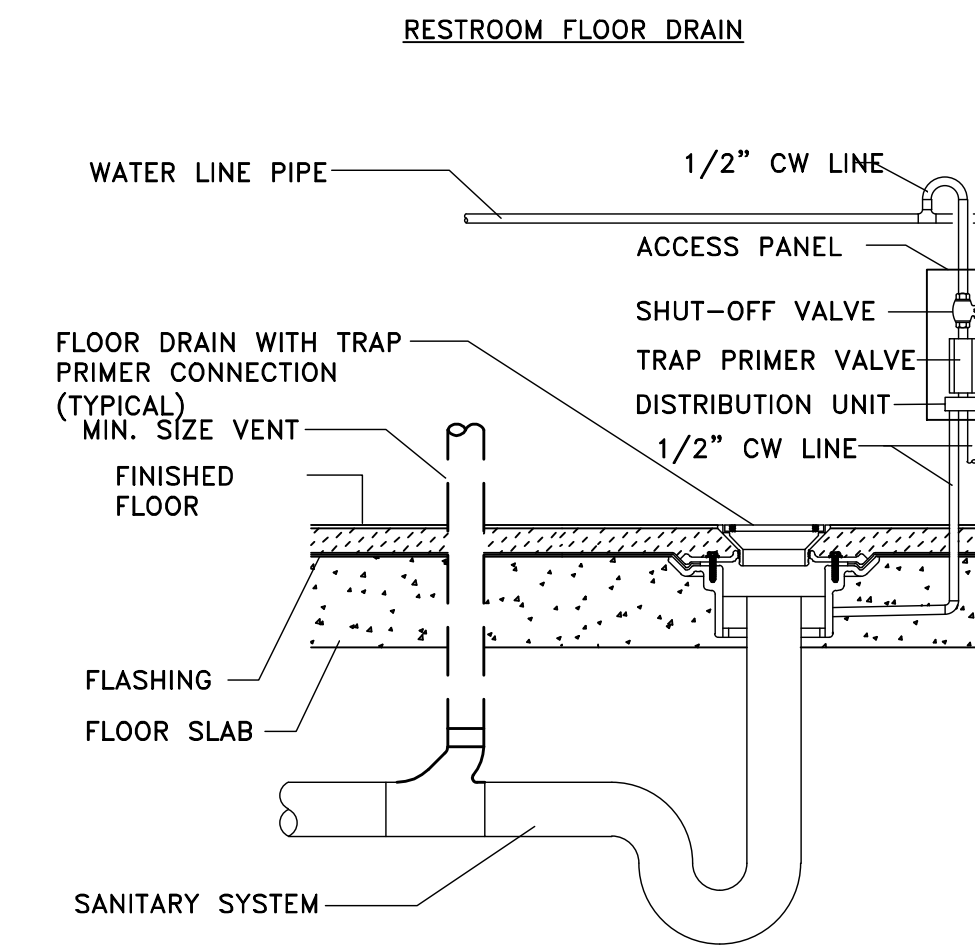 RESTROOM FLOOR DRAIN
1/2" CW LINE
WATER LINE PIPE
ACCESS PANEL
SHUT-OFF VALVE
FLOOR DRAIN WITH TRAP
PRIMER CONNECTION
(TYPICAL)
TRAP PRIMER VALVE
DISTRIBUTION UNIT
MIN. SIZE VENT
1/2" CW LINE
FINISHED
FLOOR
FLASHING
FLOOR SLAB
SANITARY SYSTEM